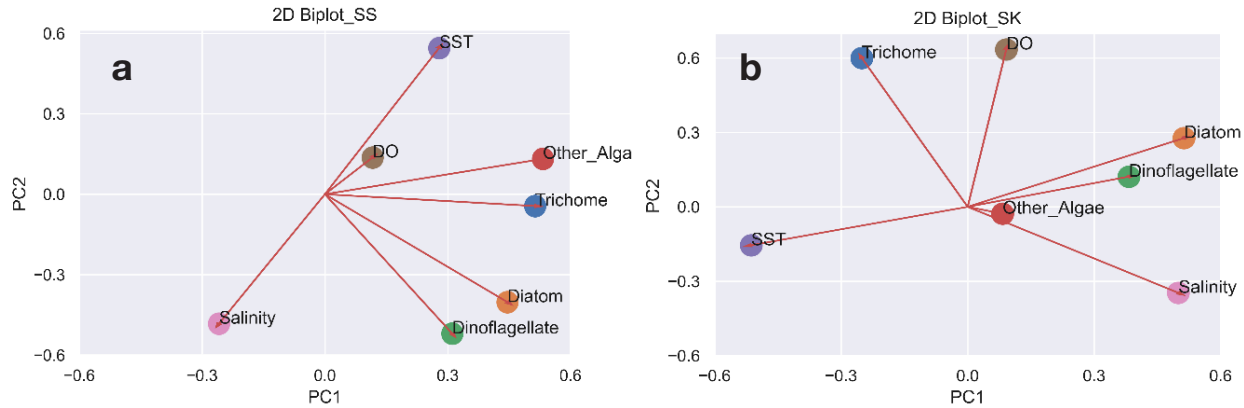 2D Biplot_SS
a
0.6
0.3
0.0
−0.3
−0.6
PC2
SST
DO
Other_Alga
Trichome
Diatom
Dinoflagellate
Salinity
−0.6
−0.3
0.0
0.3
0.6
PC1
2D Biplot_SK
b
0.6
0.3
0.0
−0.3
−0.6
PC2
Trichome
DO
Diatom
Dinoflagellate
Other_Algae
SST
Salinity
−0.6
−0.3
0.0
0.3
0.6
PC1